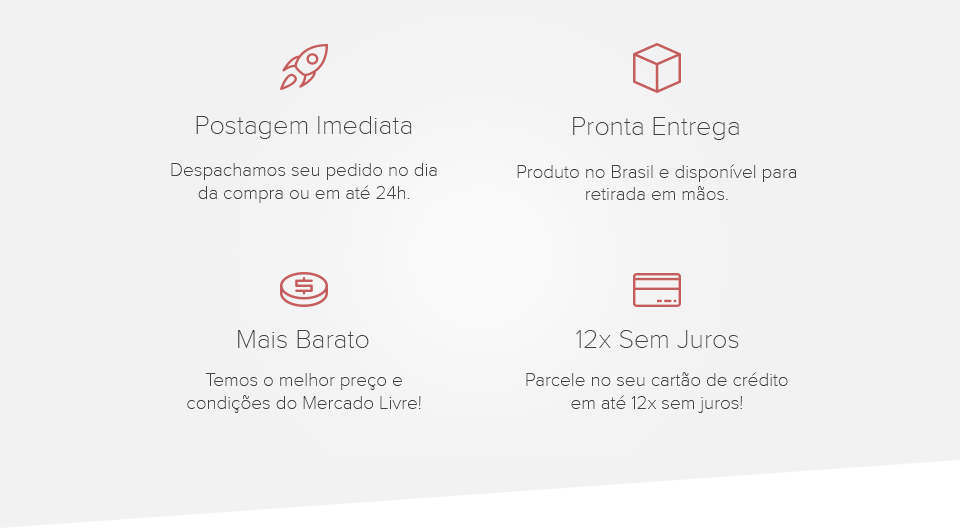 Postagem Imediata
Despachamos seu pedido no dia
da compra ou em até 24h.
Pronta Entrega
Produto no Brasil e disponível para
retirada em mãos.
Mais Barato
Temos o melhor preço e
condições do Mercado Livre!
12x Sem Juros
Parcele no seu cartão de crédito
em até 12x sem juros!